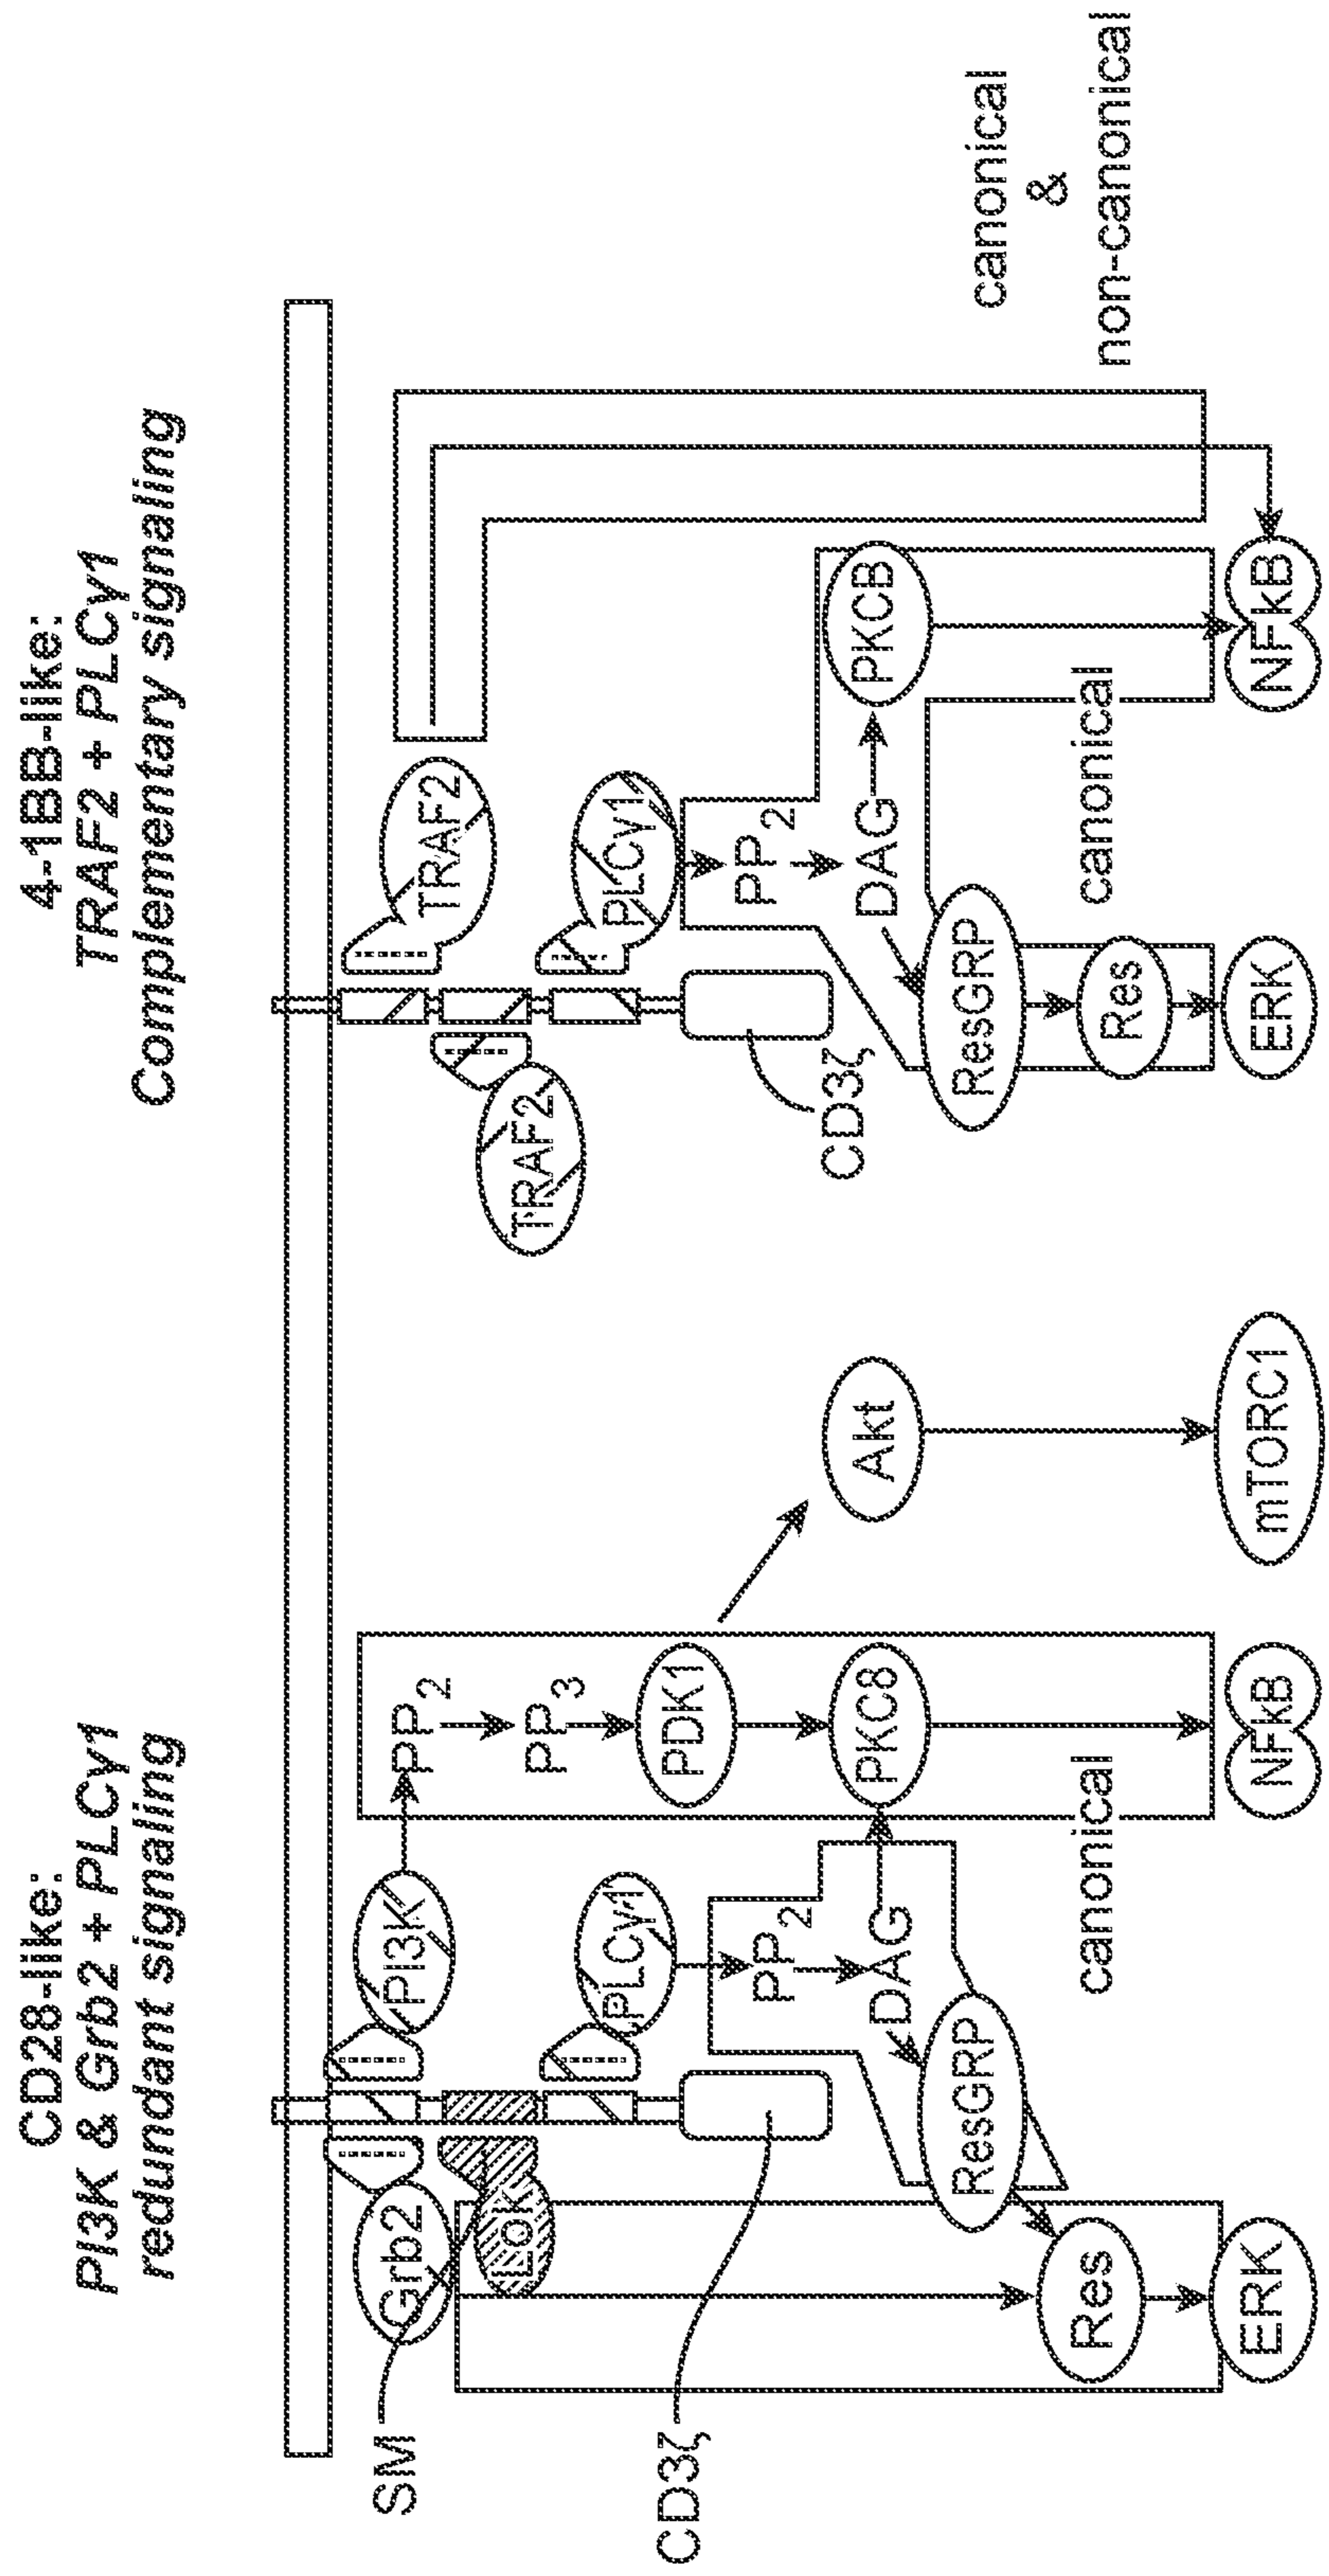 CD28-like:
PI3K & Grb2 + PLCγ1
redundant signaling
SM
Grb2
PI3K
PP2
Lck
PP3
PLCγ1
PDK1
CD3ζ
PP2
DAG
PKC8
Akt
ResGRP
Res
canonical
ERK
NFkB
mTORC1
4-1BB-like:
TRAF2 + PLCγ1
Complementary signaling
TRAF2
TRAF2
PLCγ1
PP2
CD3ζ
DAG
PKCB
ResGRP
Res
canonical
canonical
&
non-canonical
ERK
NFkB